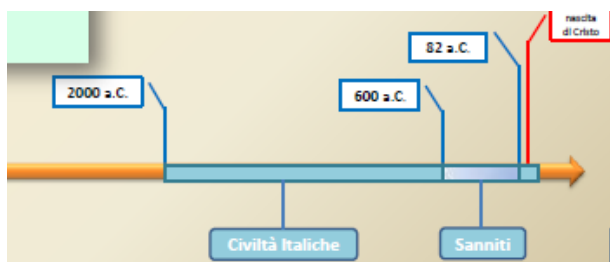 nascita
di Cristo
82 a.C.
2000 a.C.
600 a.C.
Civiltà Italiche
Sanniti